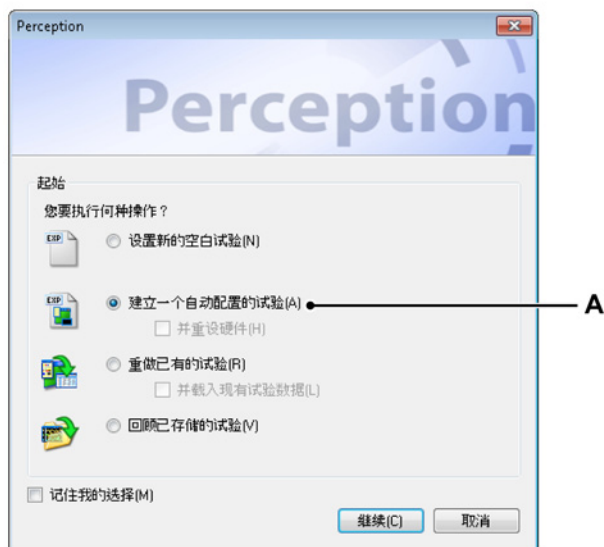 Perception
Perception
起始
您要执行何种操作？
EXP
设置新的空白试验(N)
EXP
建立一个自动配置的试验(A)
A
并重设硬件(H)
重做已有的试验(R)
并载入现有试验数据(L)
回顾已存储的试验(V)
记住我的选择(M)
继续(C)
取消